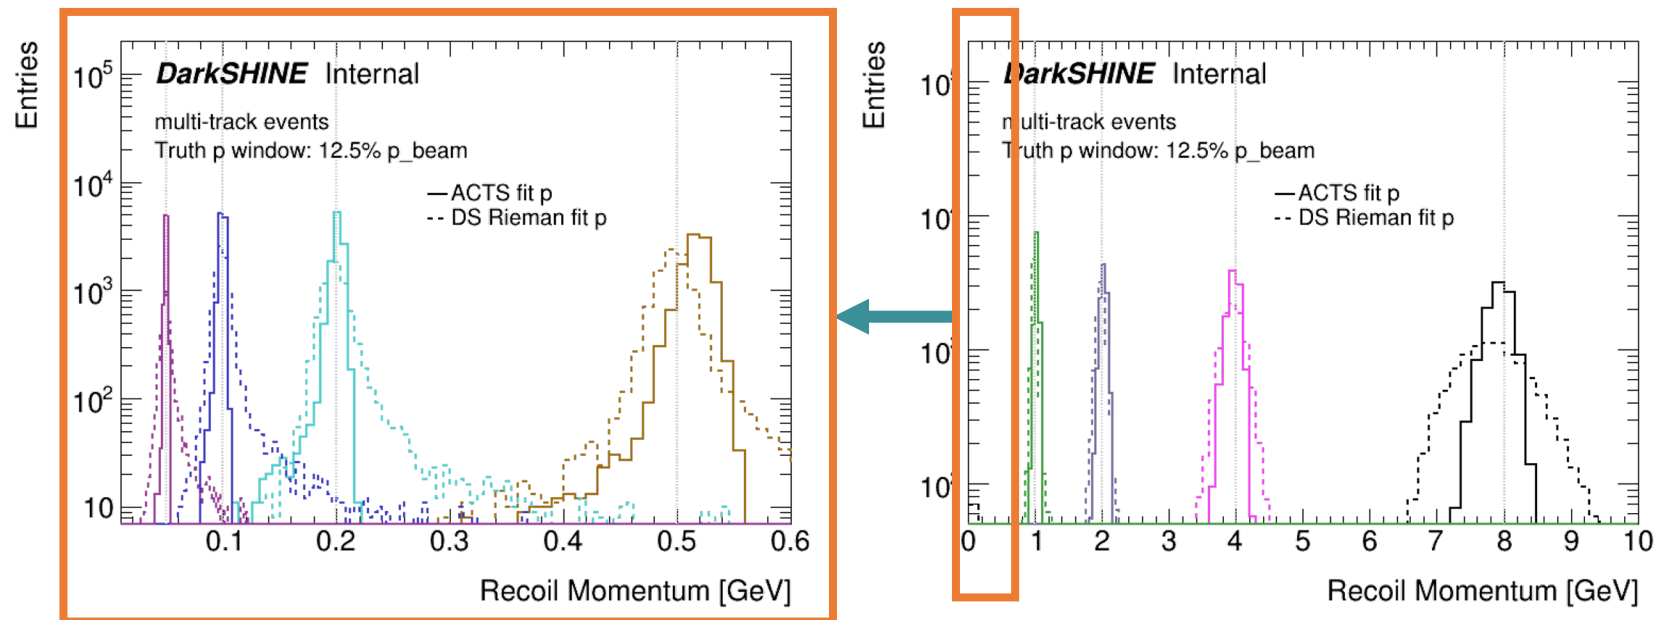 Entries
10^5
10^4
10^3
10^2
10
DarkSHINE Internal
multi-track events
Truth p window: 12.5% p_beam
ACTS fit p
DS Rieman fit p
0.1 0.2 0.3 0.4 0.5 0.6
Recoil Momentum [GeV]
Entries
DarkSHINE Internal
multi-track events
Truth p window: 12.5% p_beam
ACTS fit p
DS Rieman fit p
0 1 2 3 4 5 6 7 8 9 10
Recoil Momentum [GeV]